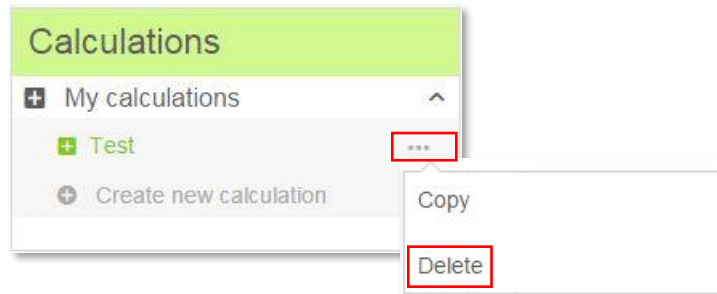 Calculations
My calculations
Test
Create new calculation
Copy
Delete